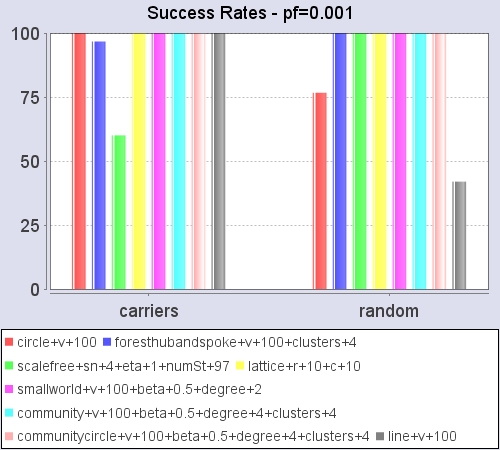 Success Rates - pf=0.001
100
75
50
25
0
carriers random
circle+v+100 foresthubandspoke+v+100+clusters+4
scalefree+sn+4+eta+1+numSt+97 lattice+r+10+c+10
smallworld+v+100+beta+0.5+degree+2
community+v+100+beta+0.5+degree+4+clusters+4
communitycircle+v+100+beta+0.5+degree+4+clusters+4 line+v+100